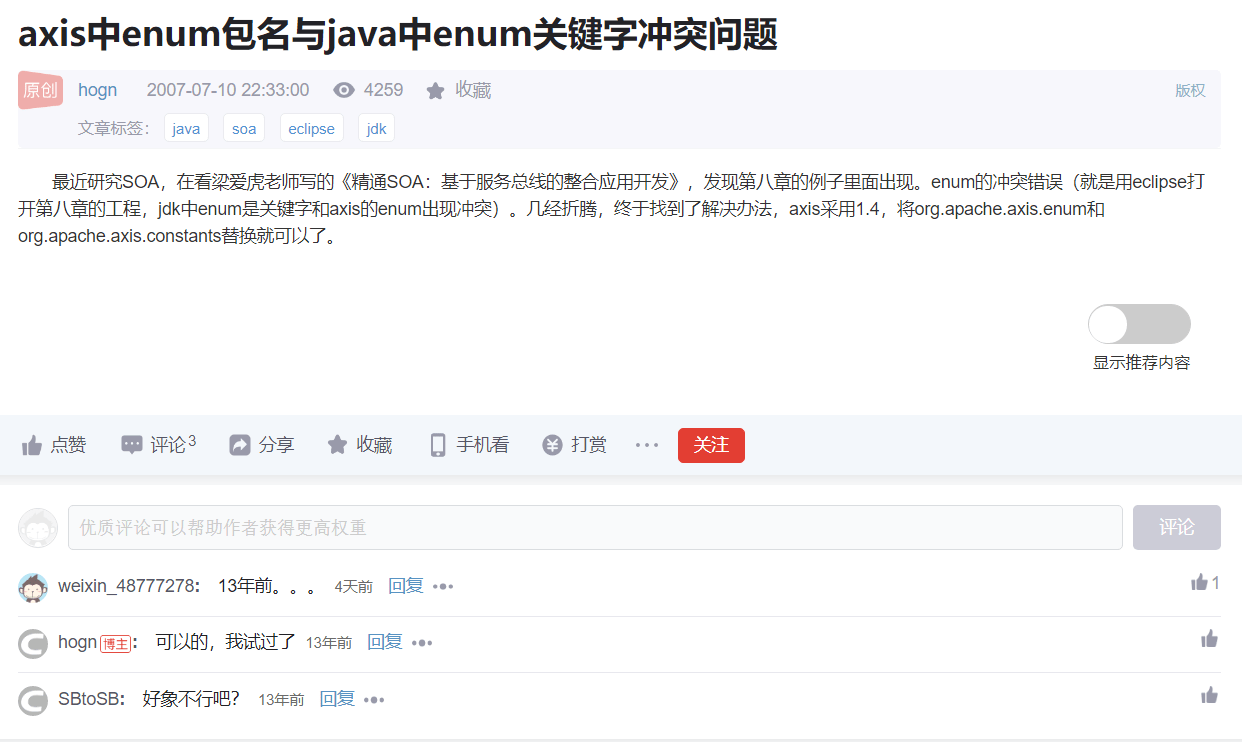 axis中enum包名与java中enum关键字冲突问题
原创 hogn 2007-07-10 22:33:00 4259 收藏 版权
文章标签： java soa eclipse jdk
最近研究SOA，在看梁爱虎老师写的《精通SOA：基于服务总线的整合应用开发》，发现第八章的例子里面出现。enum的冲突错误（就是用eclipse打
开第八章的工程，jdk中enum是关键字和axis的enum出现冲突）。几经折腾，终于找到了解决办法，axis采用1.4，将org.apache.axis.enum和
org.apache.axis.constants替换就可以了。
显示推荐内容
点赞 评论 3 分享 收藏 手机看 打赏 ··· 关注
优质评论可以帮助作者获得更高权重 评论
weixin_48777278： 13年前。。。 4天前 回复 ••• 1
hogn 博主： 可以的，我试过了 13年前 回复 •••
SBtoSB： 好象不行吧? 13年前 回复 •••